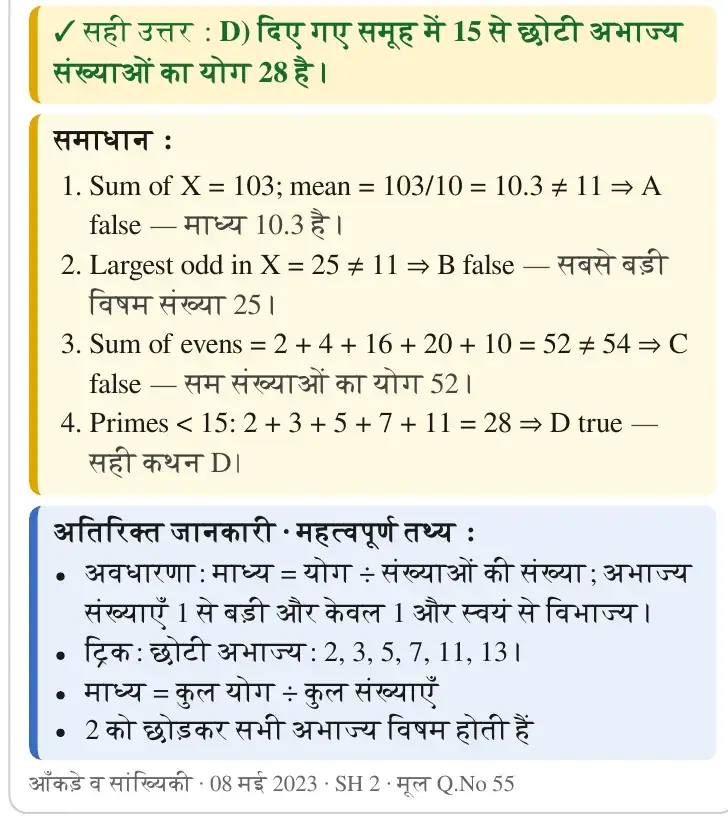 ✓ सही उत्तर : D) दिए गए समूह में 15 से छोटी अभाज्य
संख्याओं का योग 28 है।
समाधान :
1. Sum of X = 103; mean = 103/10 = 10.3 ≠ 11 ⇒ A
false — माध्य 10.3 है।
2. Largest odd in X = 25 ≠ 11 ⇒ B false — सबसे बड़ी
विषम संख्या 25।
3. Sum of evens = 2 + 4 + 16 + 20 + 10 = 52 ≠ 54 ⇒ C
false — सम संख्याओं का योग 52।
4. Primes < 15: 2 + 3 + 5 + 7 + 11 = 28 ⇒ D true —
सही कथन D।
अतिरिक्त जानकारी · महत्वपूर्ण तथ्य :
• अवधारणा : माध्य = योग ÷ संख्याओं की संख्या ; अभाज्य
संख्याएँ 1 से बड़ी और केवल 1 और स्वयं से विभाज्य।
• ट्रिक : छोटी अभाज्य : 2, 3, 5, 7, 11, 13।
• माध्य = कुल योग ÷ कुल संख्याएँ
• 2 को छोड़कर सभी अभाज्य विषम होती हैं
आँकड़े व सांख्यिकी · 08 मई 2023 · SH 2 · मूल Q.No 55